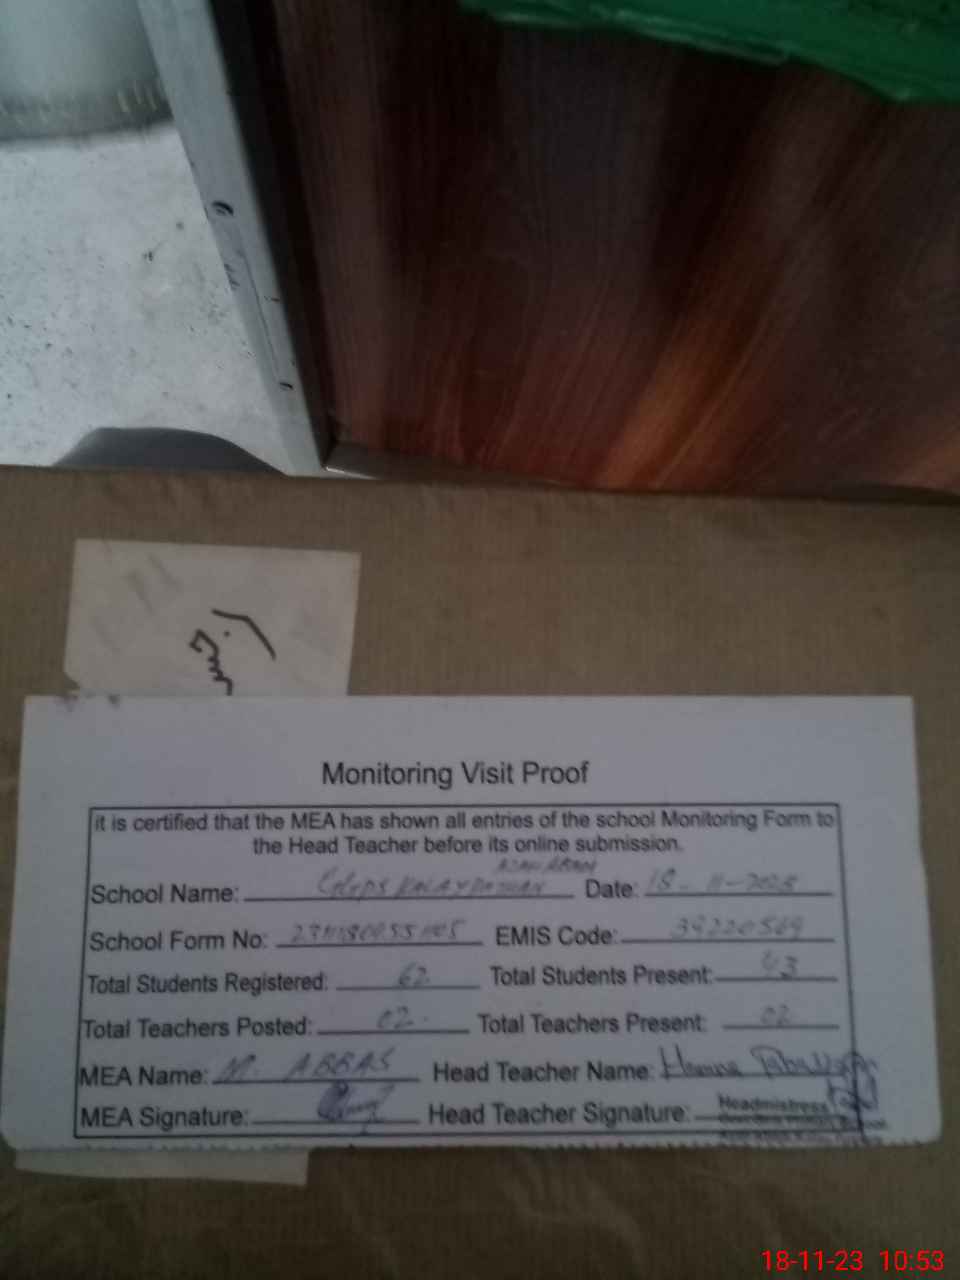 Monitoring Visit Proof
it is certified that the MEA has shown all entries of the school Monitoring Form to
the Head Teacher before its online submission.
School Name: GGPS Date: 18-11-2023
School Form No: EMIS Code: 39220569
Total Students Registered: 62 Total Students Present: 43
Total Teachers Posted: 02 Total Teachers Present: 02
MEA Name: M. ABBAS Head Teacher Name:
MEA Signature: Head Teacher Signature:
Headmistress
18-11-23 10:53